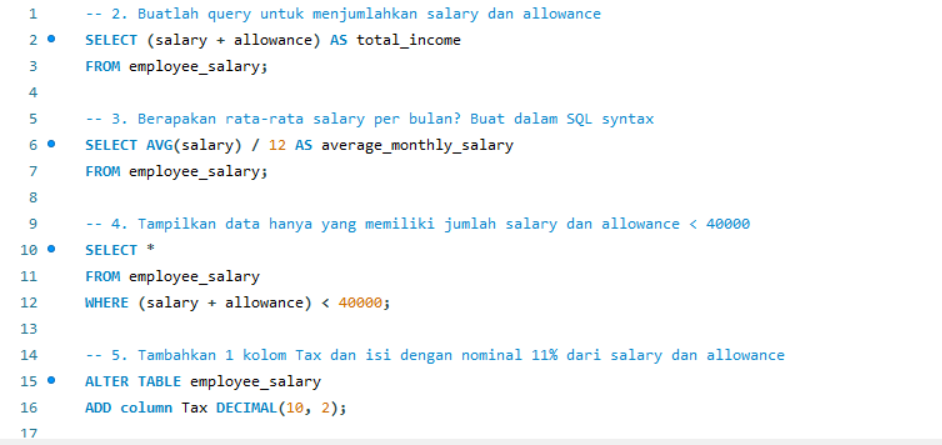 1 -- 2. Buatlah query untuk menjumlahkan salary dan allowance
2 SELECT (salary + allowance) AS total_income
3 FROM employee_salary;
4
5 -- 3. Berapakan rata-rata salary per bulan? Buat dalam SQL syntax
6 SELECT AVG(salary) / 12 AS average_monthly_salary
7 FROM employee_salary;
8
9 -- 4. Tampilkan data hanya yang memiliki jumlah salary dan allowance < 40000
10 SELECT *
11 FROM employee_salary
12 WHERE (salary + allowance) < 40000;
13
14 -- 5. Tambahkan 1 kolom Tax dan isi dengan nominal 11% dari salary dan allowance
15 ALTER TABLE employee_salary
16 ADD column Tax DECIMAL(10, 2);
17